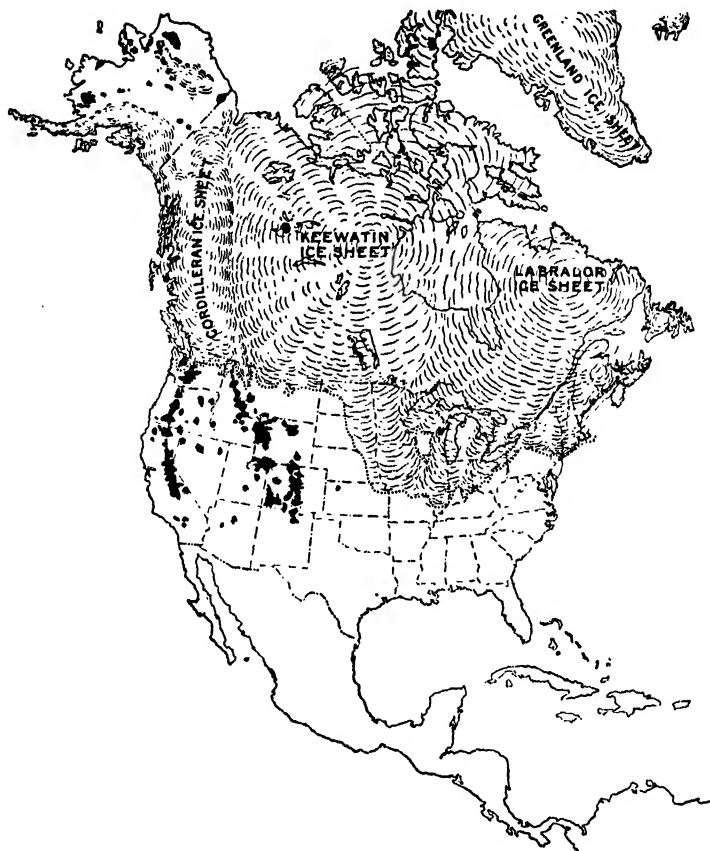 GREENLAND ICE SHEET
CORDILLERAN ICE SHEET
KEEWATIN
ICE SHEET
LABRADOR
ICE SHEET